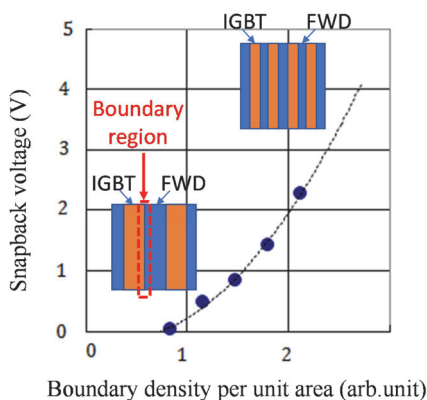 IGBT FWD
5
4
3
2
1
0
Snapback voltage (V)
Boundary
region
IGBT FWD
0 1 2
Boundary density per unit area (arb.unit)